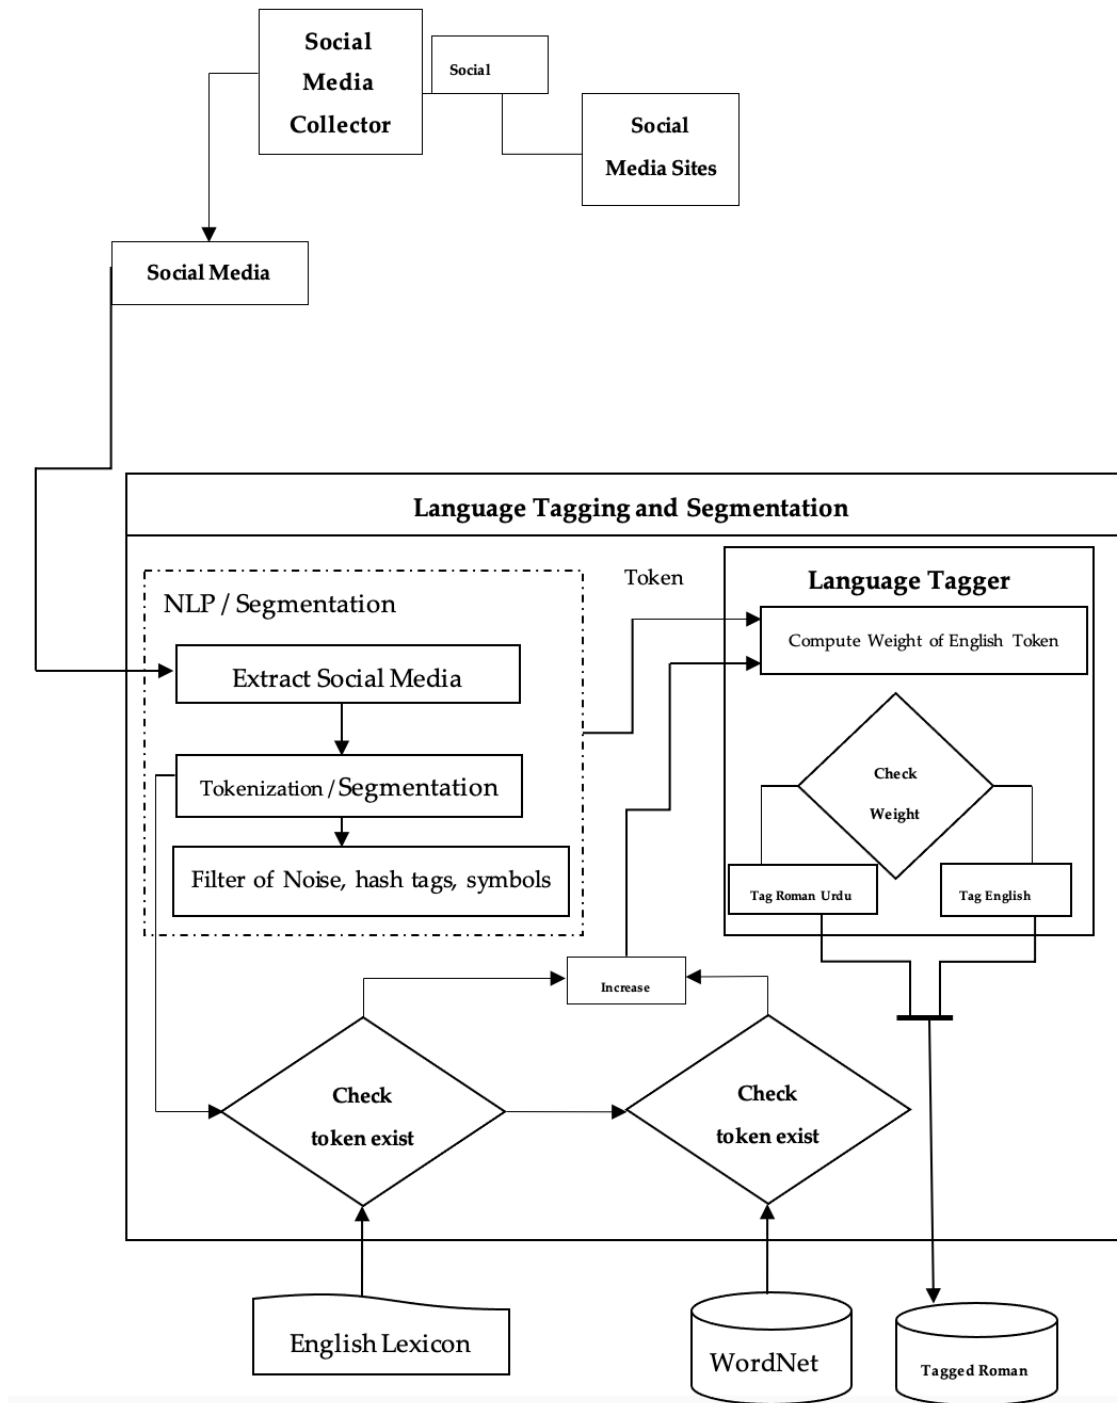 Social
Media
Collector
Social
Social
Media Sites
Social Media
Language Tagging and Segmentation
NLP / Segmentation
Extract Social Media
Tokenization / Segmentation
Filter of Noise, hash tags, symbols
Token
Language Tagger
Compute Weight of English Token
Check
Weight
Tag Roman Urdu
Tag English
Increase
Check
token exist
Check
token exist
English Lexicon
WordNet
Tagged Roman